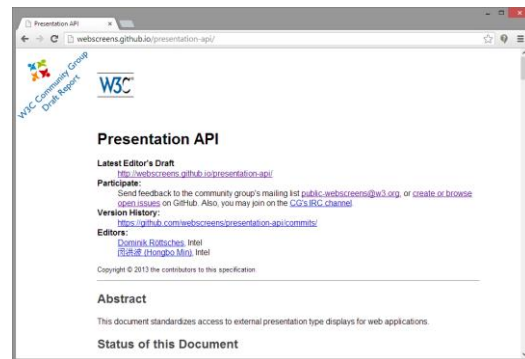 Presentation API
webscreens.github.io/presentation-api/
W3C Community Group
Draft Report
W3C
Presentation API
Latest Editor's Draft
http://webscreens.github.io/presentation-api/
Participate:
Send feedback to the community group's mailing list public-webscreens@w3.org, or create or browse
open issues on GitHub. Also, you may join on the CG's IRC channel.
Version History:
https://github.com/webscreens/presentation-api/commits/
Editors:
Dominik Röttsches, Intel
(Hongbo Min), Intel
Copyright © 2013 the contributors to this specification
Abstract
This document standardizes access to external presentation type displays for web applications.
Status of this Document